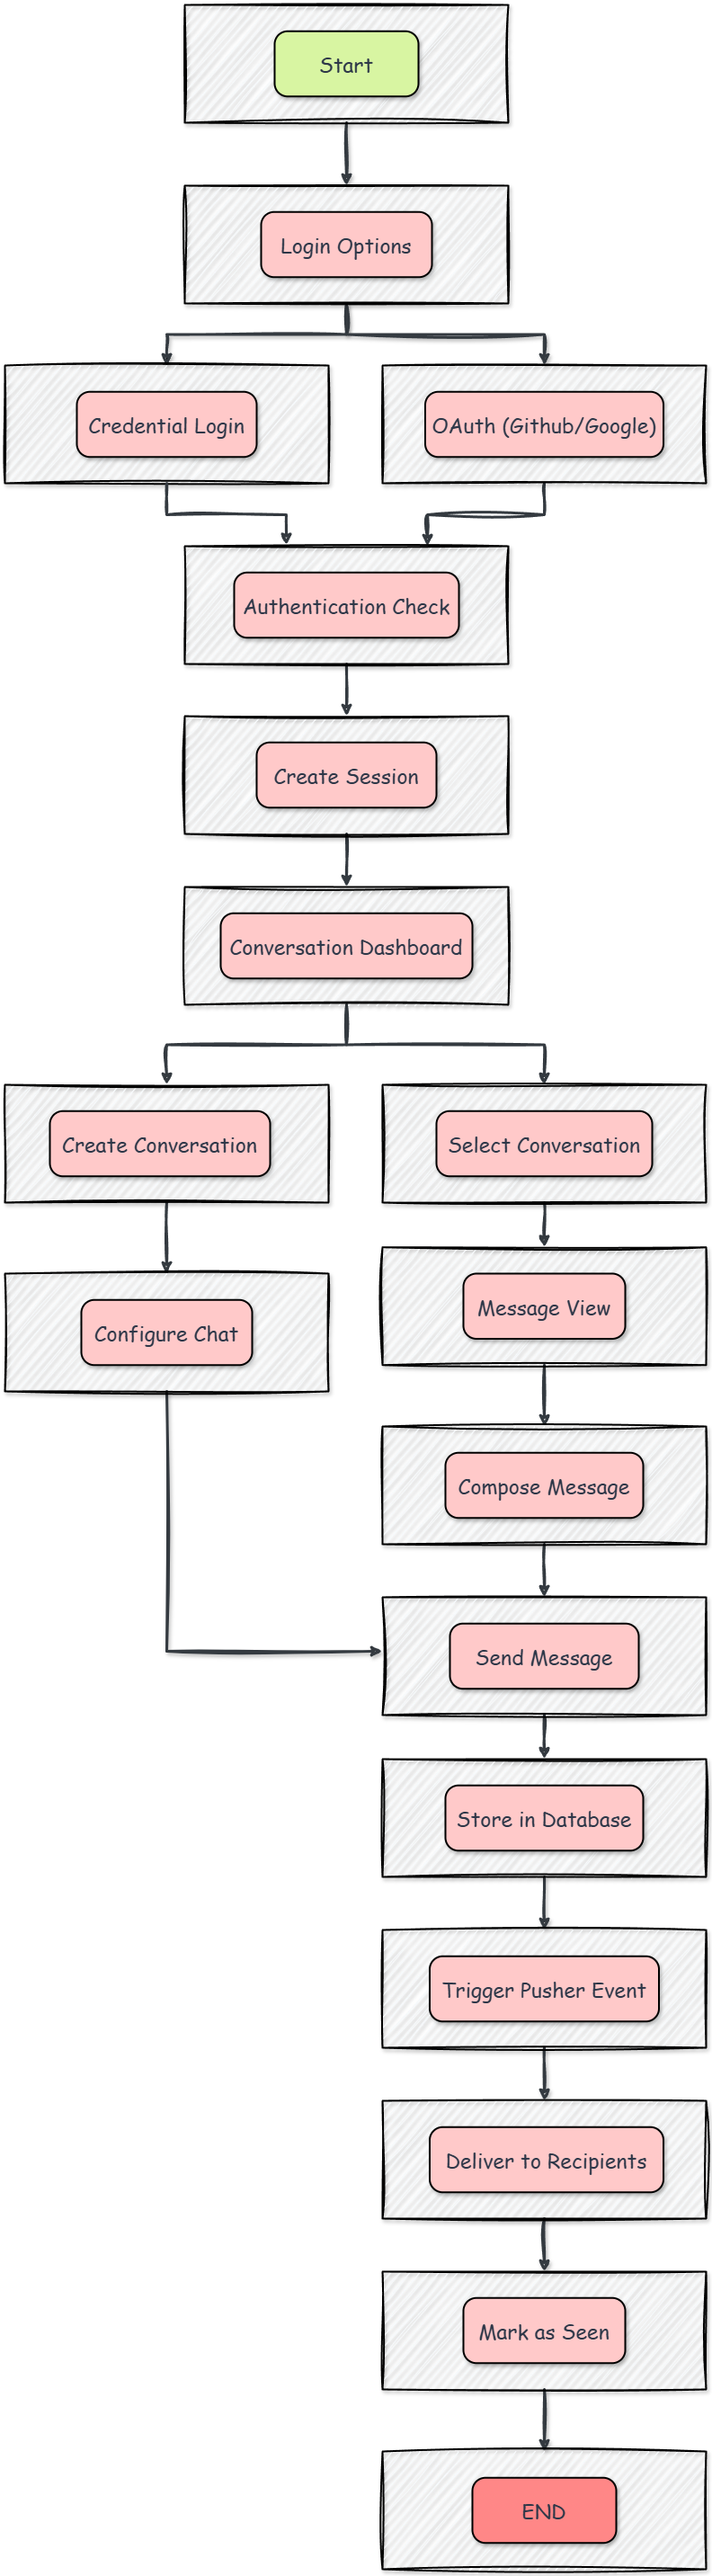 Start
Login Options
Credential Login
OAuth (Github/Google)
Authentication Check
Create Session
Conversation Dashboard
Create Conversation
Select Conversation
Message View
Configure Chat
Compose Message
Send Message
Store in Database
Trigger Pusher Event
Deliver to Recipients
Mark as Seen
END